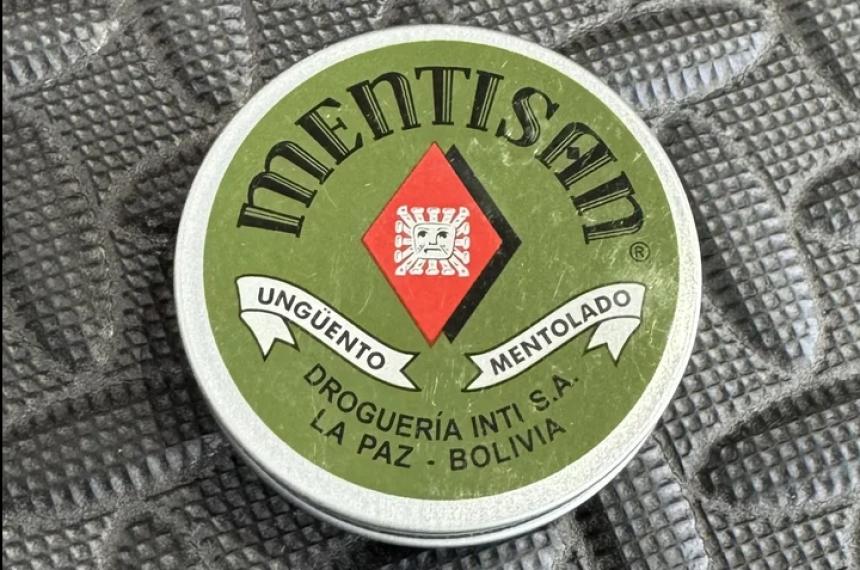 MENTISAN
®
UNGÜENTO MENTOLADO
DROGUERÍA INTI S.A.
LA PAZ - BOLIVIA